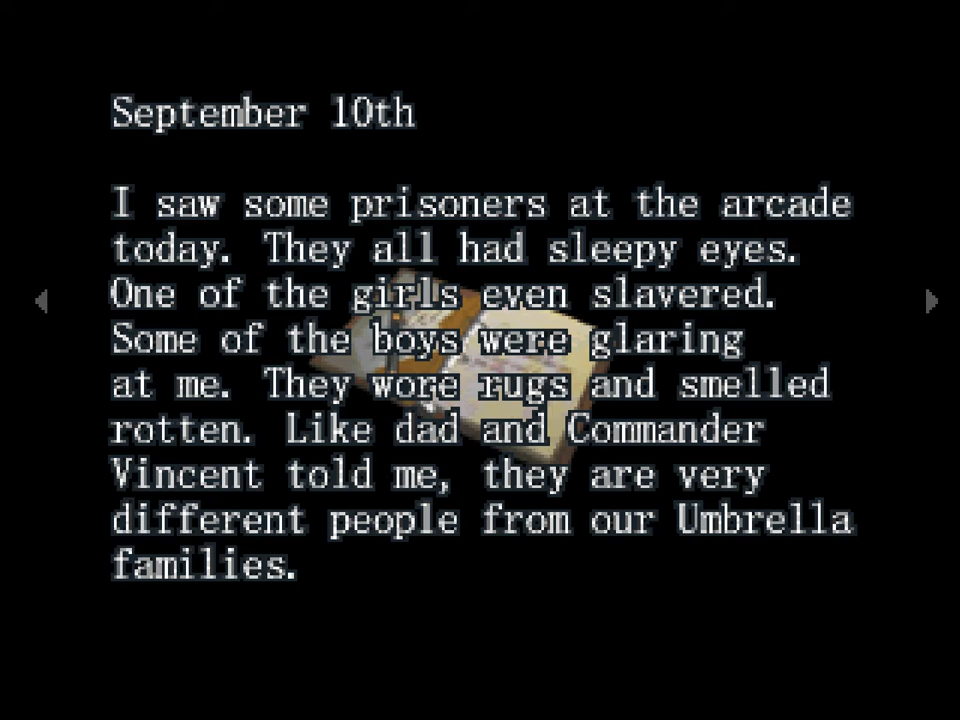 September 10th
I saw some prisoners at the arcade
today. They all had sleepy eyes.
One of the girls even slavered.
Some of the boys were glaring
at me. They wore rugs and smelled
rotten. Like dad and Commander
Vincent told me, they are very
different people from our Umbrella
families.